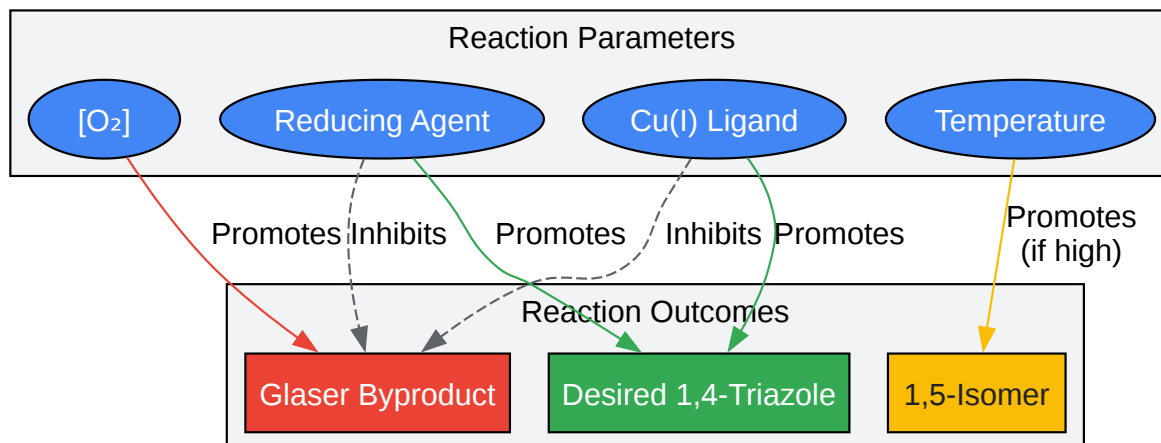 Reaction Parameters
[O₂]
Reducing Agent
Cu(I) Ligand
Temperature
Promotes
Inhibits
Promotes
Inhibits
Promotes
Promotes
(if high)
Reaction Outcomes
Glaser Byproduct
Desired 1,4-Triazole
1,5-Isomer